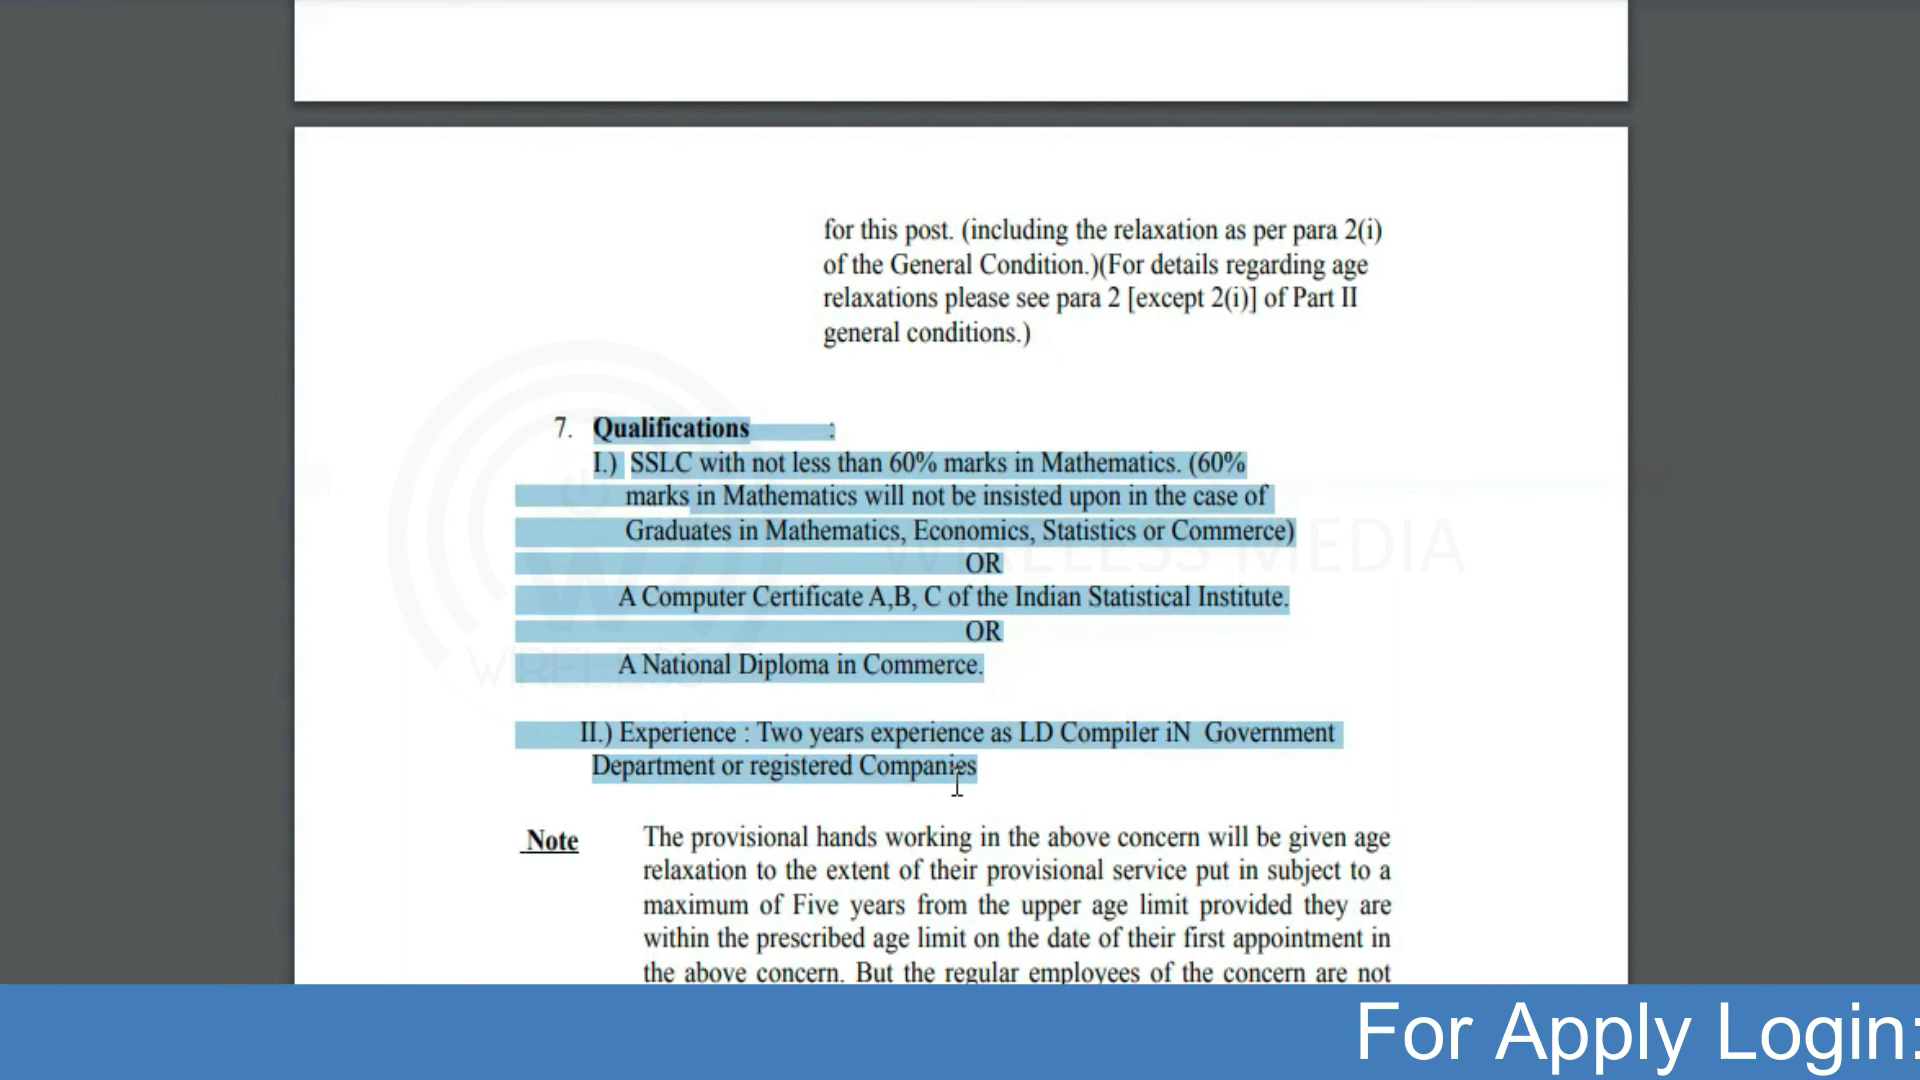 for this post. (including the relaxation as per para 2(i)
of the General Condition.)(For details regarding age
relaxations please see para 2 [except 2(i)] of Part II
general conditions.)
7. Qualifications :
I.) SSLC with not less than 60% marks in Mathematics. (60%
marks in Mathematics will not be insisted upon in the case of
Graduates in Mathematics, Economics, Statistics or Commerce)
WIRELESS MEDIA
OR
A Computer Certificate A,B, C of the Indian Statistical Institute.
OR
A National Diploma in Commerce.
WIRELESS
II.) Experience : Two years experience as LD Compiler iN Government
Department or registered Companies
Note The provisional hands working in the above concern will be given age
relaxation to the extent of their provisional service put in subject to a
maximum of Five years from the upper age limit provided they are
within the prescribed age limit on the date of their first appointment in
the above concern. But the regular employees of the concern are not
For Apply Login: